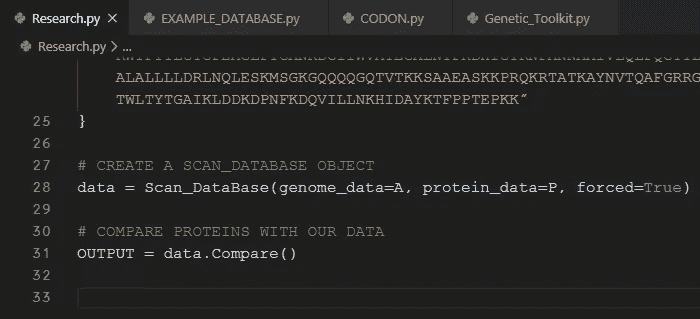 Research.py EXAMPLE_DATABASE.py CODON.py Genetic_Toolkit.py
Research.py > ...
ALALLLLDRLNQLESKMSGKGQQQQGQTVTKKSAAEASKKPRQKRTATKAYNVTQAFGRRG
TWLTYTGAIKLDDKDPNFKDQVILLNKHIDAYKTFPPTEPKK"
25 }
26
27 # CREATE A SCAN_DATABASE OBJECT
28 data = Scan_DataBase(genome_data=A, protein_data=P, forced=True)
29
30 # COMPARE PROTEINS WITH OUR DATA
31 OUTPUT = data.Compare()
32
33